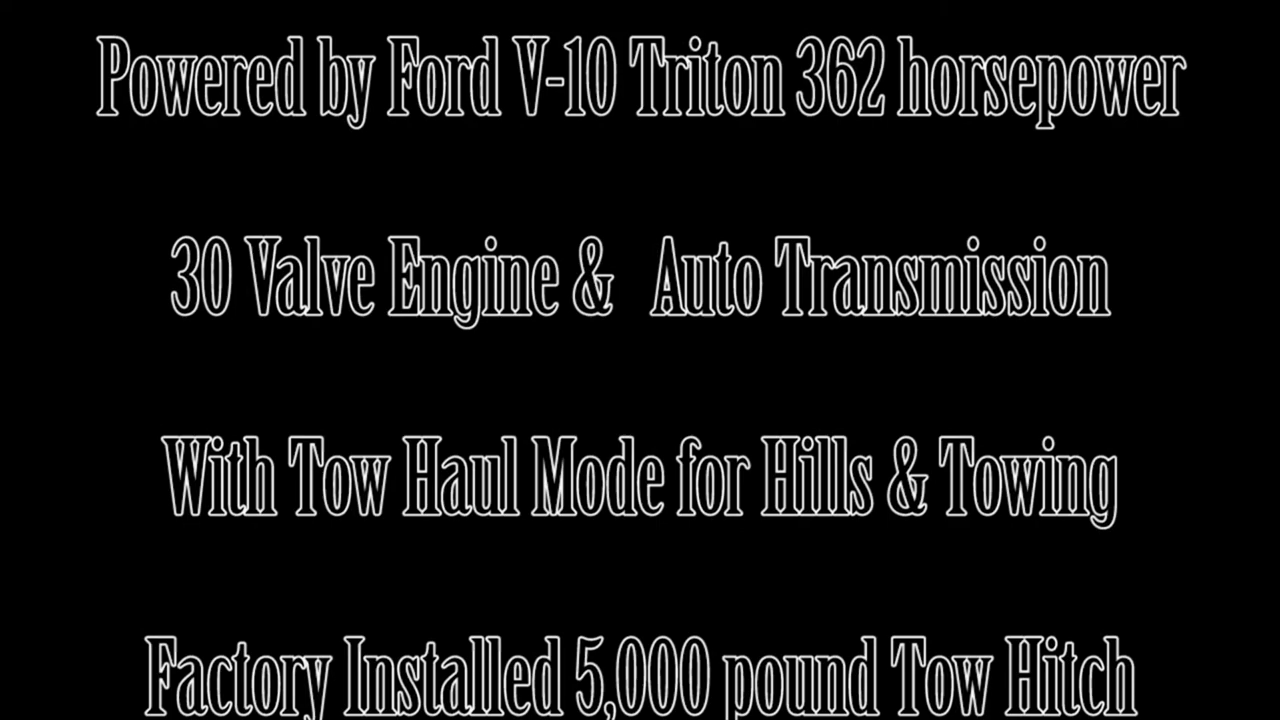 Powered by Ford V-10 Triton 362 horsepower
30 Valve Engine & Auto Transmission
With Tow Haul Mode for Hills & Towing
Factory Installed 5,000 pound Tow Hitch